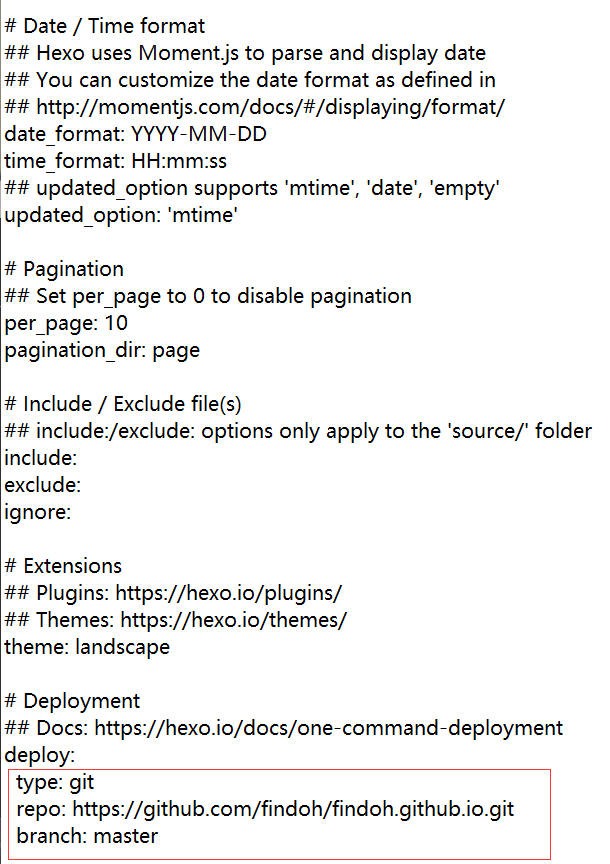 # Date / Time format
## Hexo uses Moment.js to parse and display date
## You can customize the date format as defined in
## http://momentjs.com/docs/#/displaying/format/
date_format: YYYY-MM-DD
time_format: HH:mm:ss
## updated_option supports 'mtime', 'date', 'empty'
updated_option: 'mtime'
# Pagination
## Set per_page to 0 to disable pagination
per_page: 10
pagination_dir: page
# Include / Exclude file(s)
## include:/exclude: options only apply to the 'source/' folder
include:
exclude:
ignore:
# Extensions
## Plugins: https://hexo.io/plugins/
## Themes: https://hexo.io/themes/
theme: landscape
# Deployment
## Docs: https://hexo.io/docs/one-command-deployment
deploy:
type: git
repo: https://github.com/findoh/findoh.github.io.git
branch: master